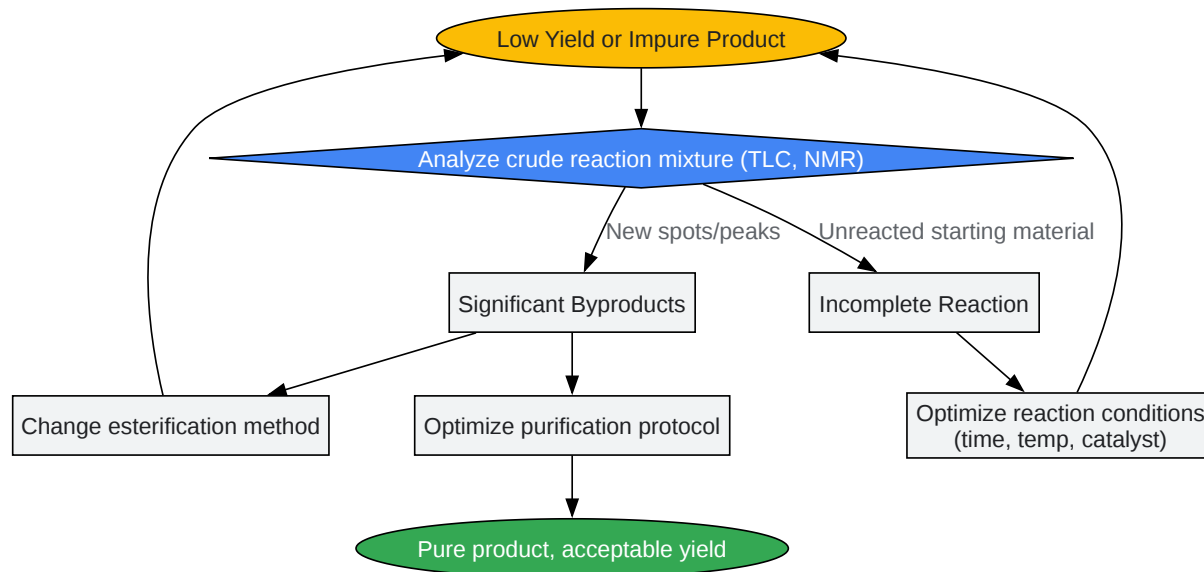 Low Yield or Impure Product
Analyze crude reaction mixture (TLC, NMR)
New spots/peaks
Unreacted starting material
Significant Byproducts
Incomplete Reaction
Change esterification method
Optimize purification protocol
Optimize reaction conditions
(time, temp, catalyst)
Pure product, acceptable yield